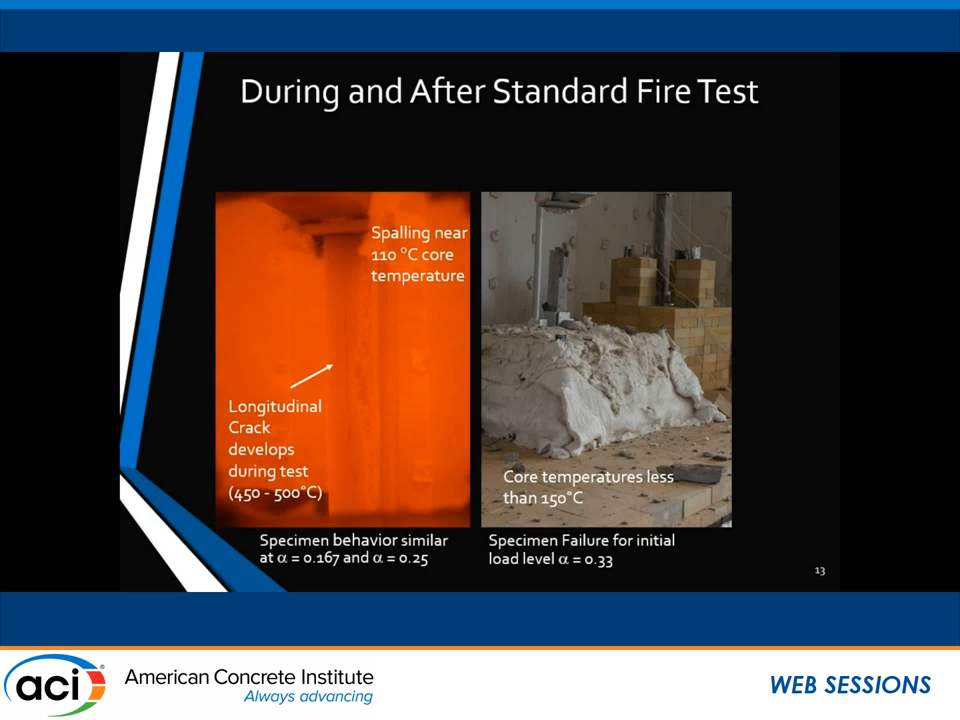 During and After Standard Fire Test
Spalling near
110 °C core
temperature
Longitudinal
Crack
develops
during test
(450 - 500°C)
Core temperatures less
than 150°C
Specimen behavior similar
at α = 0.167 and α = 0.25
Specimen Failure for initial
load level α = 0.33
13
aci®
American Concrete Institute
Always advancing
WEB SESSIONS